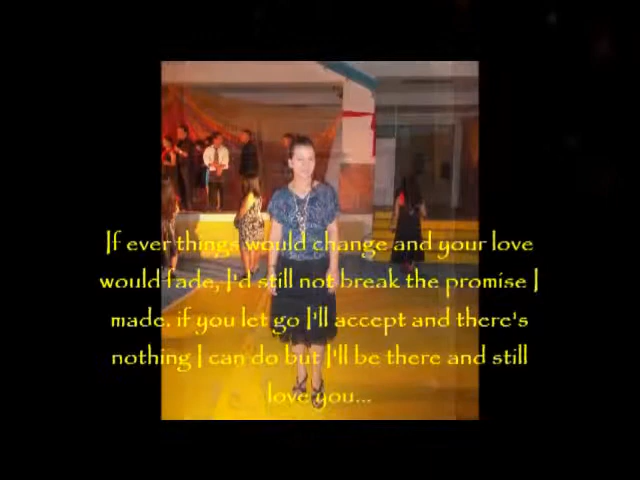 If ever things would change and your love
would fade, I'd still not break the promise I
made. if you let go I'll accept and there's
nothing I can do but I'll be there and still
love you...